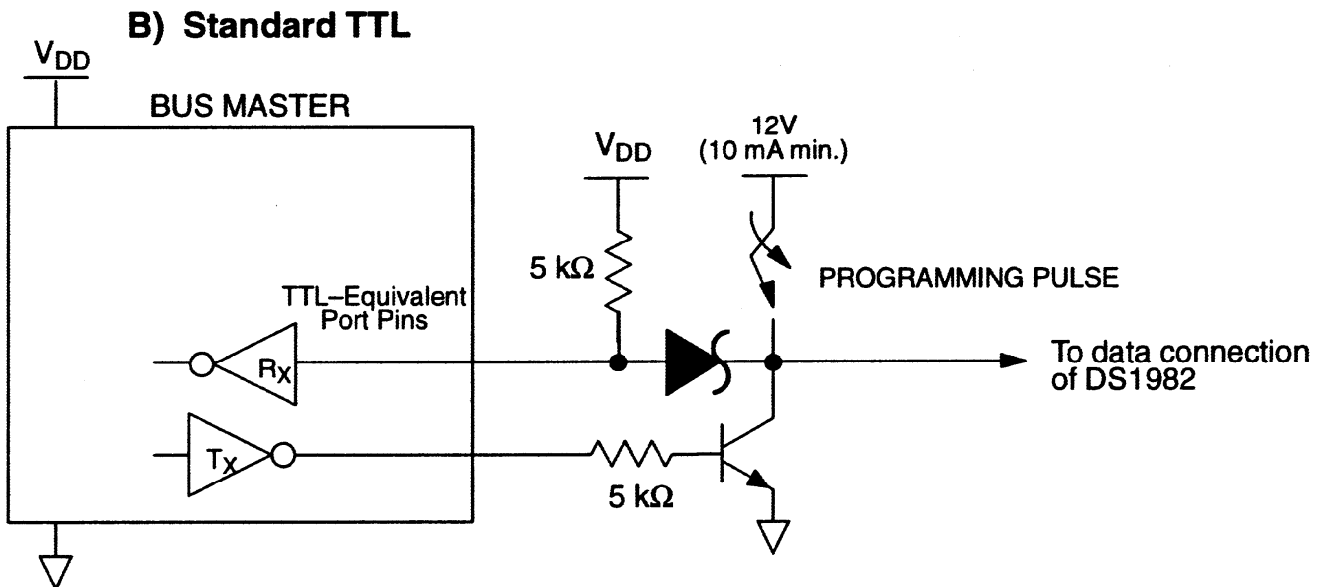 B) Standard TTL
VDD
BUS MASTER
VDD
12V
(10 mA min.)
5 kΩ
PROGRAMMING PULSE
TTL–Equivalent
Port Pins
RX
To data connection
of DS1982
TX
5 kΩ